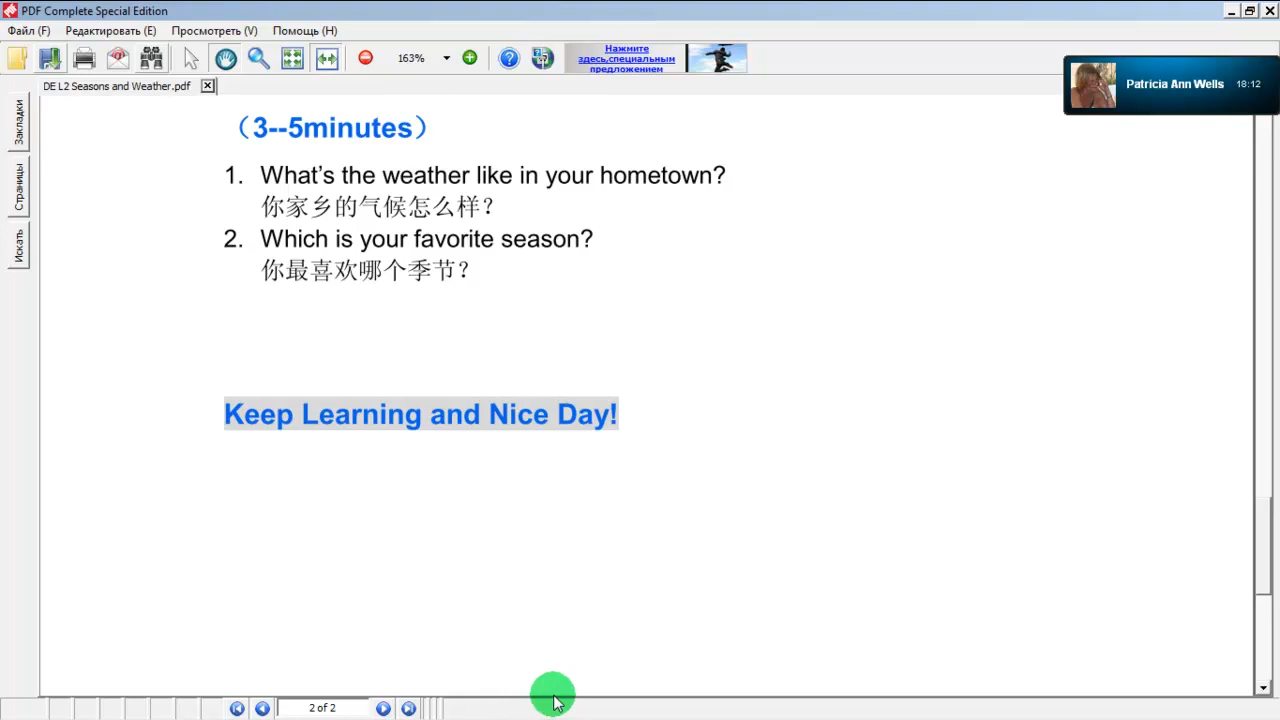 PDF Complete Special Edition
Файл (F) Редактировать (E) Просмотреть (V) Помощь (H)
163%
Нажмите
здесь,специальным
предложением
Patricia Ann Wells 18:12
DE L2 Seasons and Weather.pdf
Закладки
Страницы
Искать
（3--5minutes）
1. What's the weather like in your hometown?
你家乡的气候怎么样？
2. Which is your favorite season?
你最喜欢哪个季节？
Keep Learning and Nice Day!
2 of 2